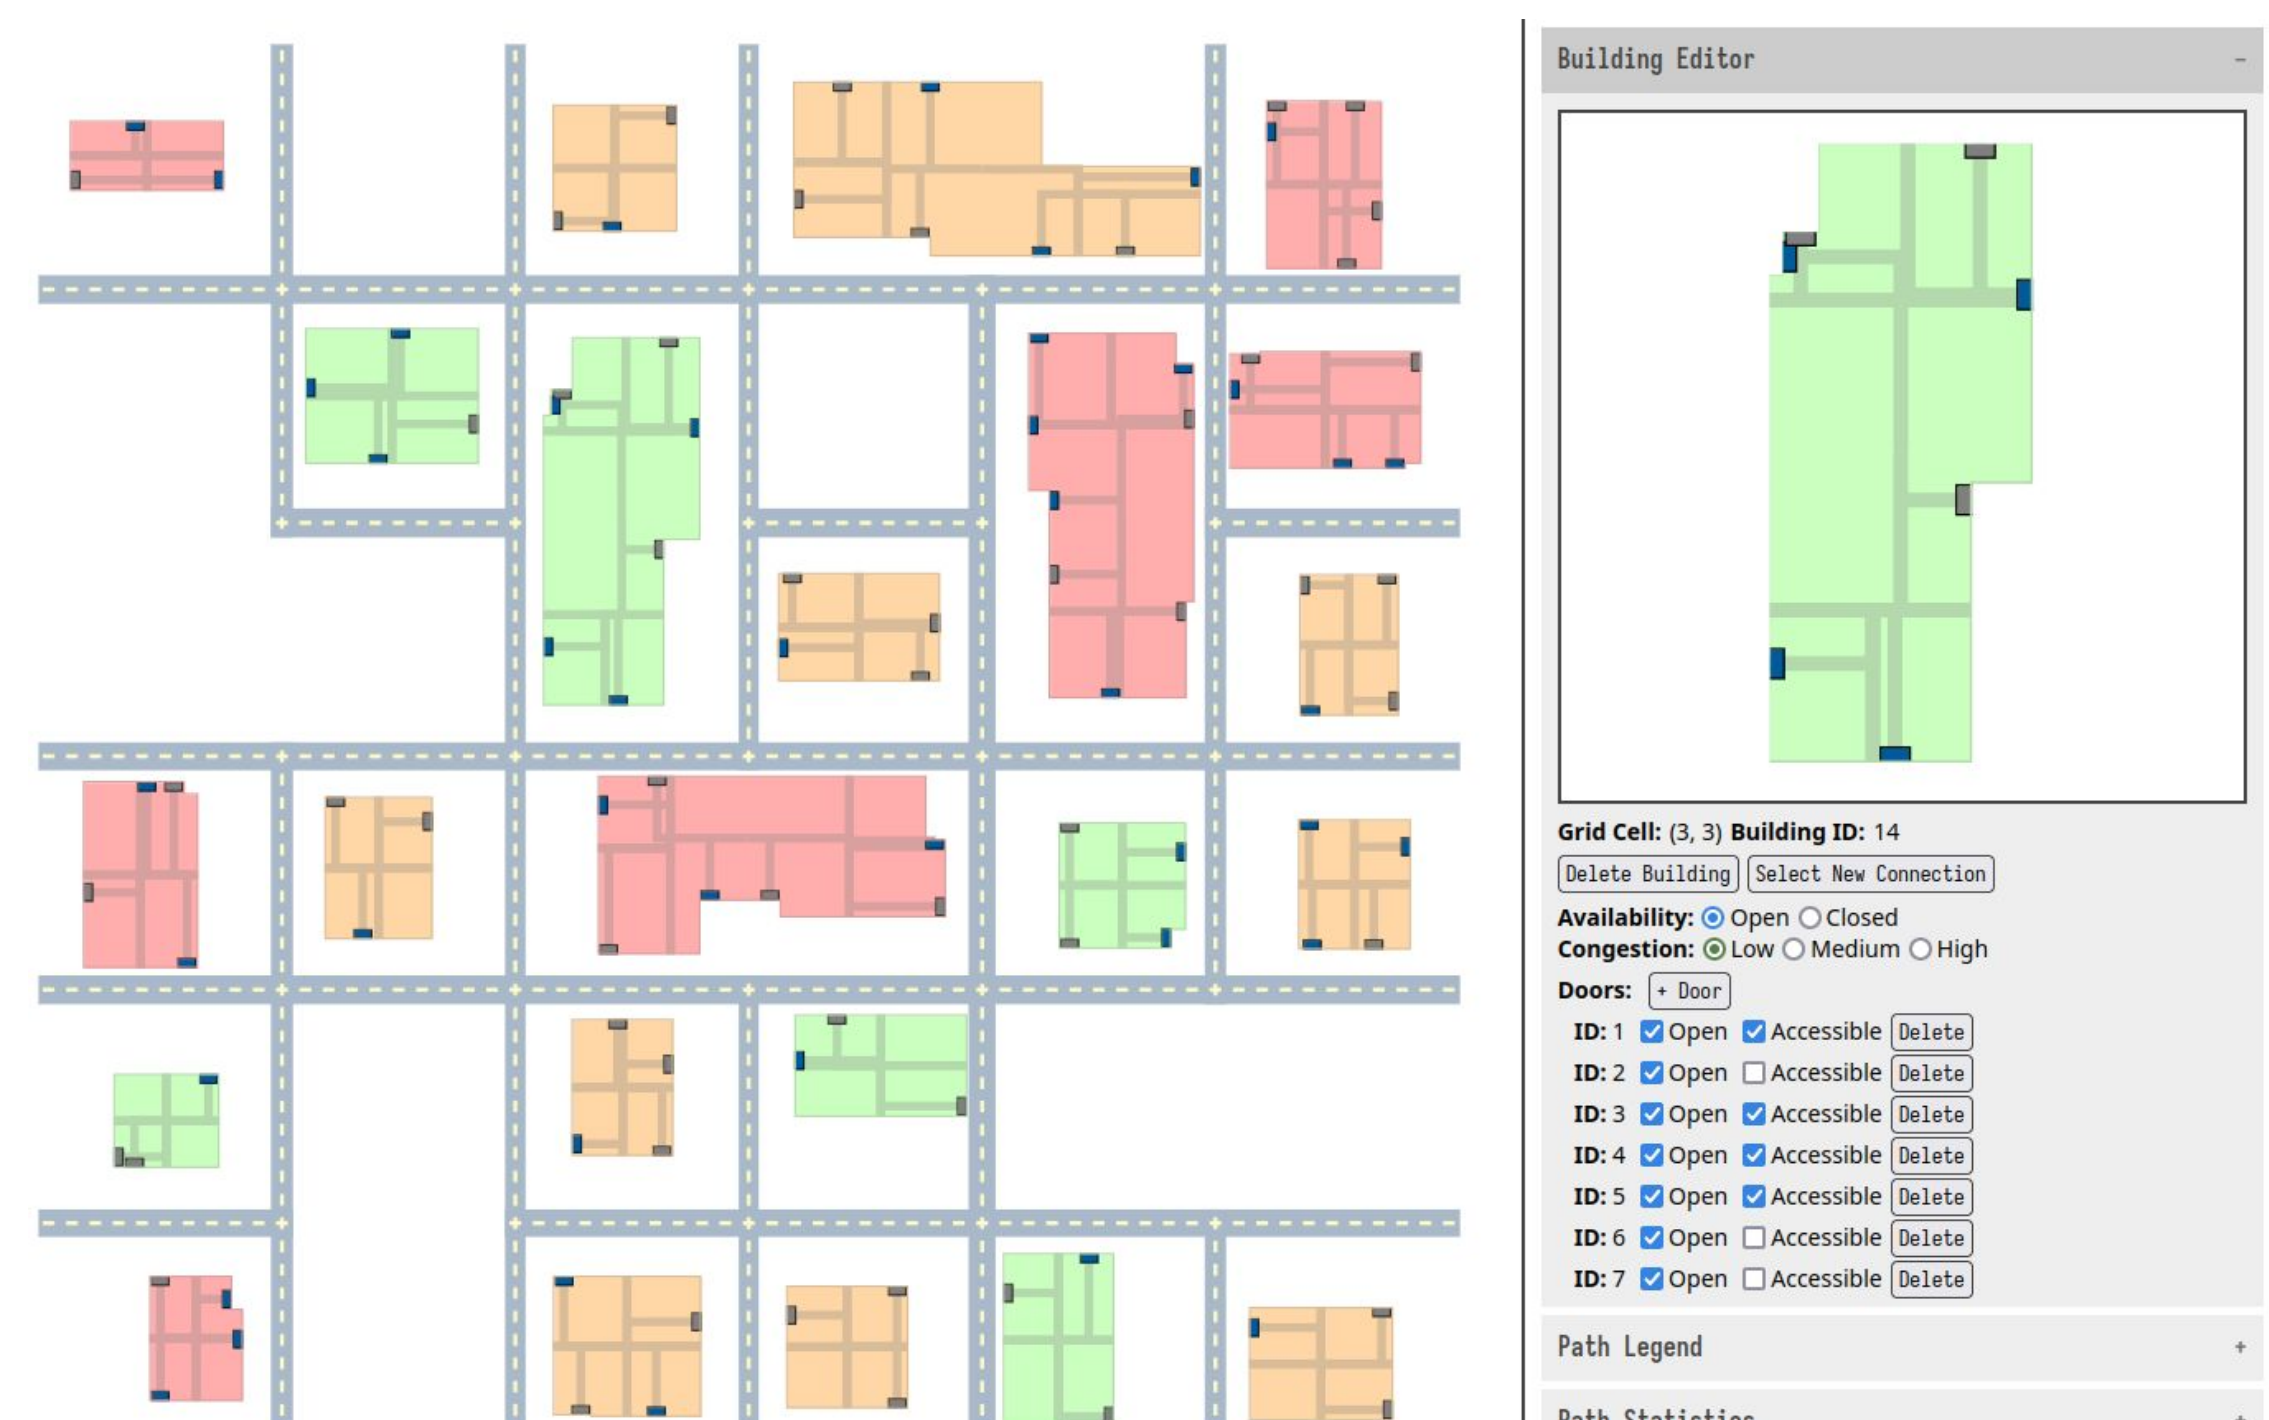 Building Editor −
Grid Cell: (3, 3) Building ID: 14
Delete Building Select New Connection
Availability: Open Closed
Congestion: Low Medium High
Doors: + Door
ID: 1 Open Accessible Delete
ID: 2 Open Accessible Delete
ID: 3 Open Accessible Delete
ID: 4 Open Accessible Delete
ID: 5 Open Accessible Delete
ID: 6 Open Accessible Delete
ID: 7 Open Accessible Delete
Path Legend +
Path Statistics +